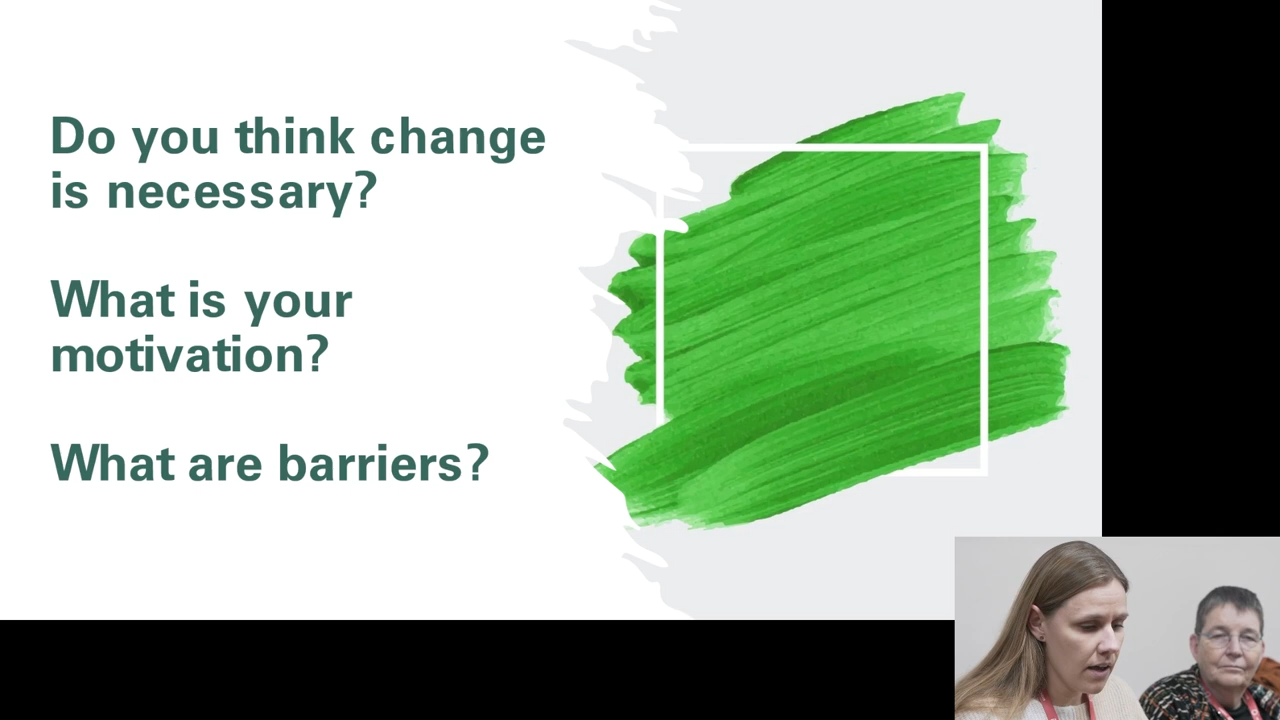 Do you think change
is necessary?
What is your
motivation?
What are barriers?